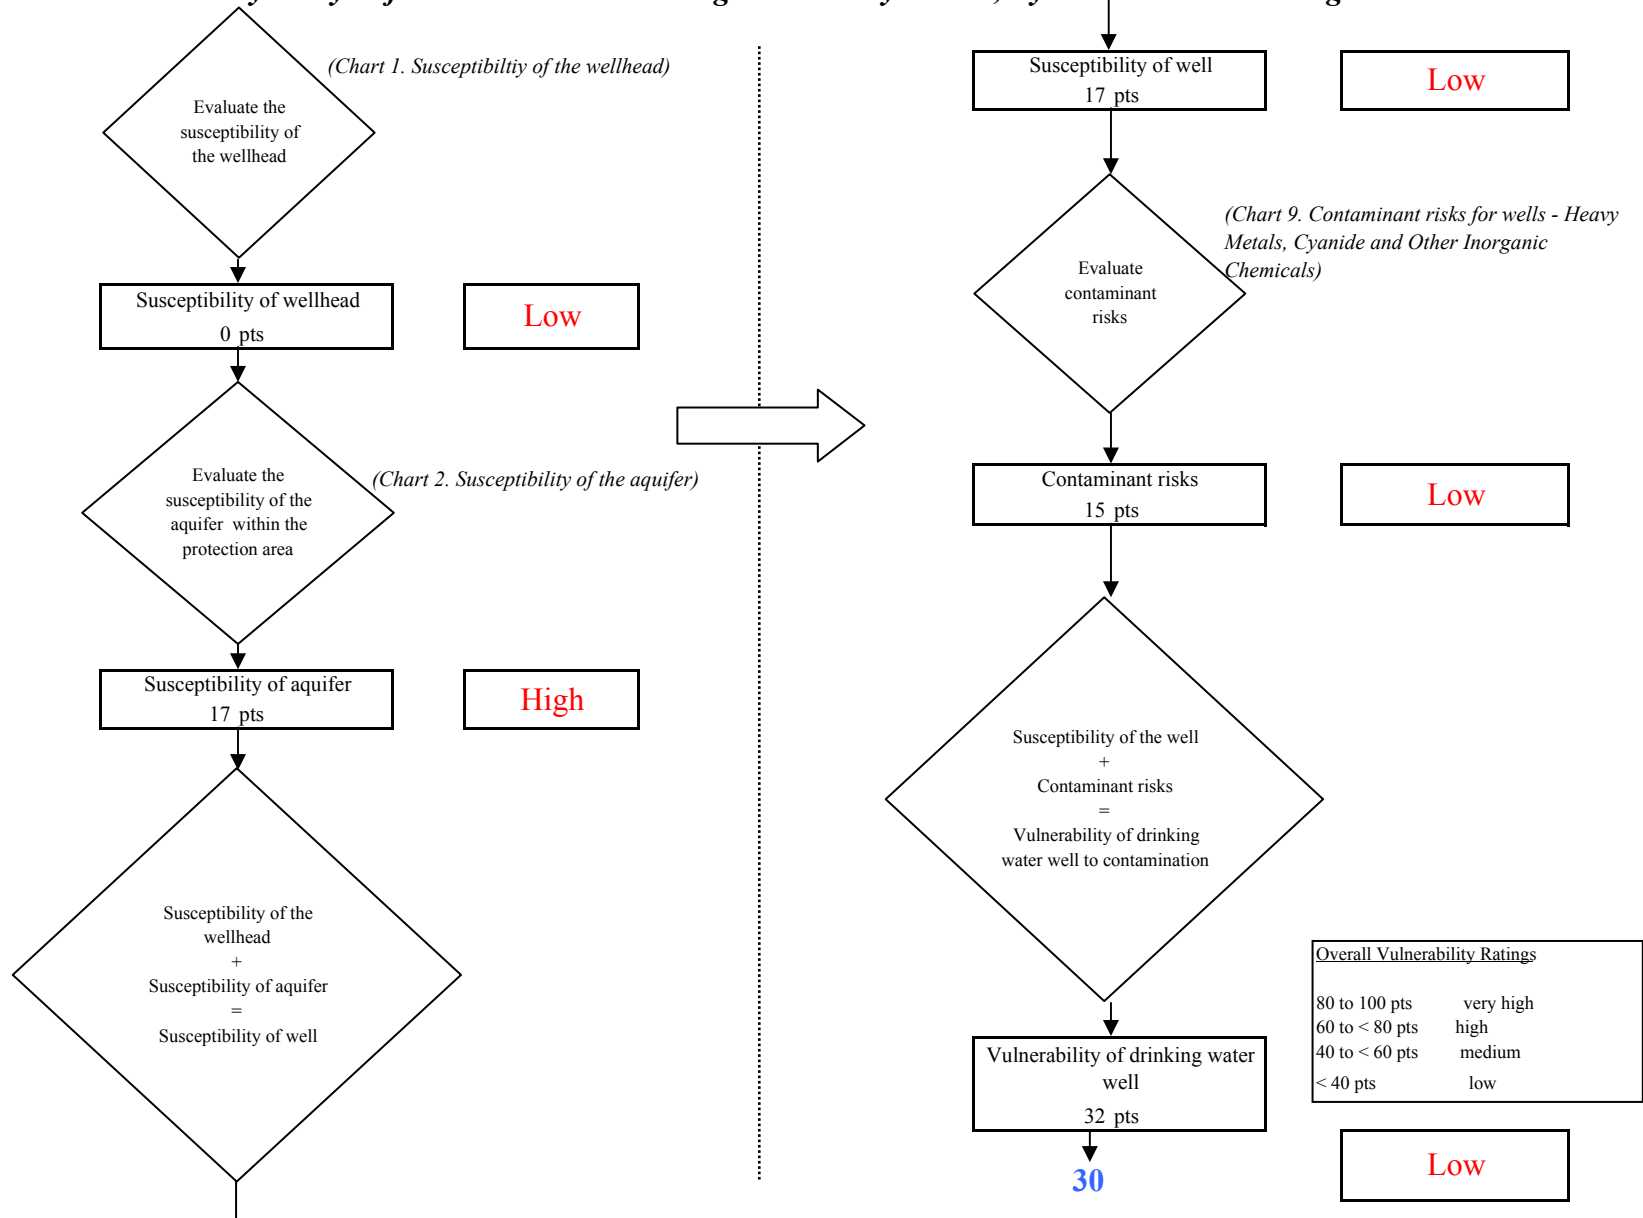 (Chart 1. Susceptibiltiy of the wellhead)
Evaluate the
susceptibility of
the wellhead
Susceptibility of wellhead
0 pts
Low
(Chart 2. Susceptibility of the aquifer)
Evaluate the
susceptibility of the
aquifer within the
protection area
Susceptibility of aquifer
17 pts
High
Susceptibility of the
wellhead
+
Susceptibility of aquifer
=
Susceptibility of well
Susceptibility of well
17 pts
Low
(Chart 9. Contaminant risks for wells - Heavy
Metals, Cyanide and Other Inorganic
Chemicals)
Evaluate
contaminant
risks
Contaminant risks
15 pts
Low
Susceptibility of the well
+
Contaminant risks
=
Vulnerability of drinking
water well to contamination
Overall Vulnerability Ratings
80 to 100 pts very high
60 to < 80 pts high
40 to < 60 pts medium
< 40 pts low
Vulnerability of drinking water
well
32 pts
30
Low